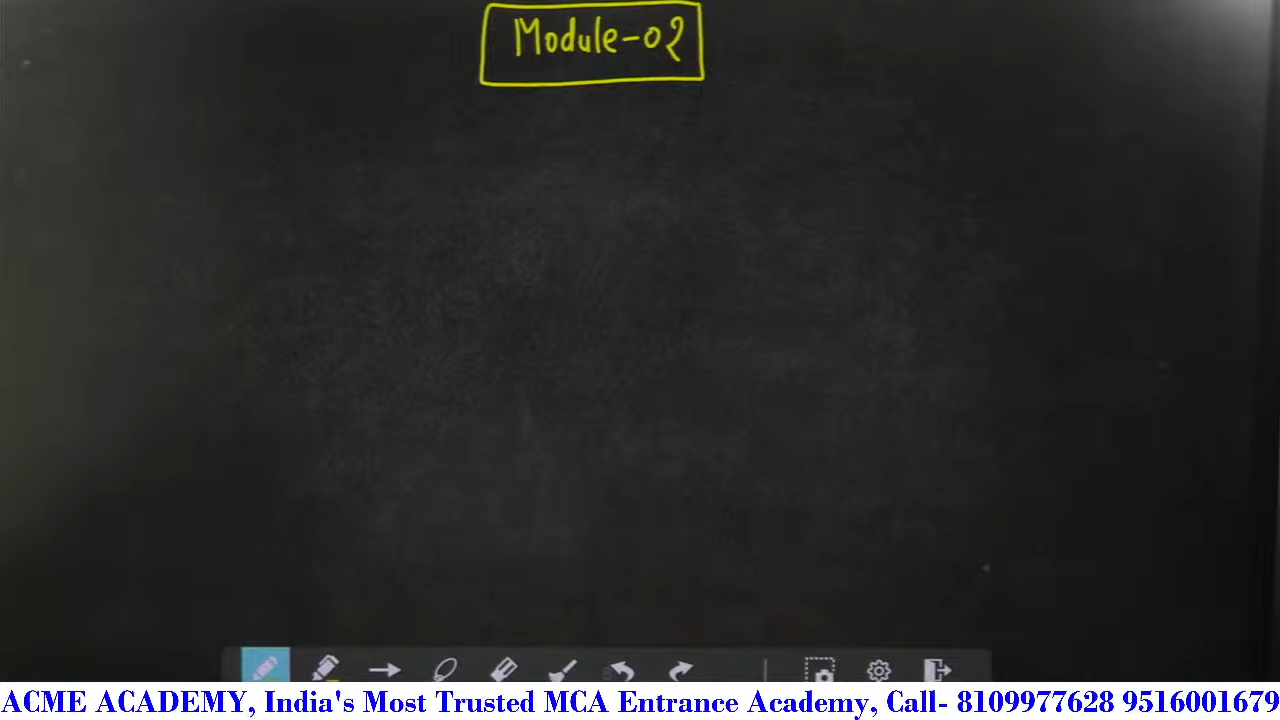 Module-02
ACME ACADEMY, India's Most Trusted MCA Entrance Academy, Call- 8109977628 9516001679